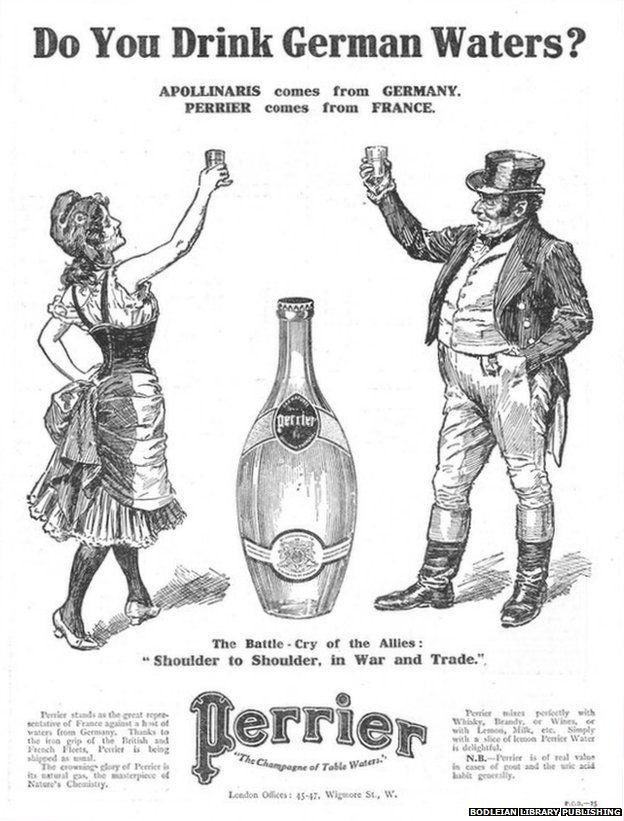 Do You Drink German Waters?
APOLLINARIS comes from GERMANY.
PERRIER comes from FRANCE.
Perrier
The Battle-Cry of the Allies:
"Shoulder to Shoulder, in War and Trade."
Perrier stands as the great repre-
sentative of France against a host of
waters from Germany. Thanks to
the iron grip of the British and
French Fleets, Perrier is being
shipped as usual.
The crowning glory of Perrier is
its natural gas, the masterpiece of
Nature's Chemistry.
Perrier
"The Champagne of Table Waters."
London Offices: 45-47, Wigmore St., W.
Perrier mixes perfectly with
Whisky, Brandy, or Wines, or
with Lemon, Milk, etc. Simply
with a slice of lemon Perrier Water
is delightful.
N.B.—Perrier is of real value
in cases of gout and the uric acid
habit generally.
BODLEIAN LIBRARY PUBLISHING